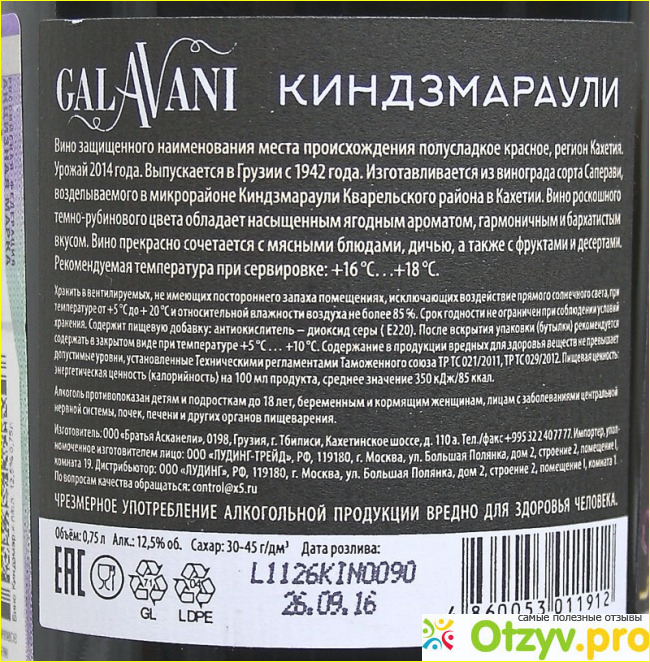 GALAVANI КИНДЗМАРАУЛИ
Вино защищенного наименования места происхождения полусладкое красное, регион Кахетия.
Урожай 2014 года. Выпускается в Грузии с 1942 года. Изготавливается из винограда сорта Саперави,
возделываемого в микрорайоне Киндзмараули Кварельского района в Кахетии. Вино роскошного
темно-рубинового цвета обладает насыщенным ягодным ароматом, гармоничным и бархатистым
вкусом. Вино прекрасно сочетается с мясными блюдами, дичью, а также с фруктами и десертами.
Рекомендуемая температура при сервировке: +16 °С…+18 °С.
Хранить в вентилируемых, не имеющих постороннего запаха помещениях, исключающих воздействие прямого солнечного света, при
температуре от +5 °С до + 20 °С и относительной влажности воздуха не более 85 %. Срок годности не ограничен при соблюдении условий
хранения. Содержит пищевую добавку: антиокислитель – диоксид серы ( Е220). После вскрытия упаковки (бутылки) рекомендуется
содержать в закрытом виде при температуре +5°С… +10°С. Содержание в продукции вредных для здоровья веществ не превышает
допустимые уровни, установленные Техническими регламентами Таможенного союза ТР ТС 021/2011, ТР ТС 029/2012. Пищевая ценность:
энергетическая ценность (калорийность) на 100 мл продукта, среднее значение 350 кДж/85 ккал.
Алкоголь противопоказан детям и подросткам до 18 лет, беременным и кормящим женщинам, лицам с заболеваниями центральной
нервной системы, почек, печени и других органов пищеварения.
Изготовитель: ООО «Братья Асканели», 0198, Грузия, г. Тбилиси, Кахетинское шоссе, д. 110 а. Тел./факс +995 32 2 407777. Импортер, упол-
номоченное изготовителем лицо: ООО «ЛУДИНГ-ТРЕЙД», РФ, 119180, г. Москва, ул. Большая Полянка, дом 2, строение 2, помещение I,
комната 19. Дистрибьютор: ООО «ЛУДИНГ», РФ, 119180, г. Москва, ул. Большая Полянка, дом 2, строение 2, помещение I, комната 1
По вопросам качества обращаться: control@x5.ru
ЧРЕЗМЕРНОЕ УПОТРЕБЛЕНИЕ АЛКОГОЛЬНОЙ ПРОДУКЦИИ ВРЕДНО ДЛЯ ЗДОРОВЬЯ ЧЕЛОВЕКА.
Объём: 0,75 л Алк.: 12,5% об. Сахар: 30-45 г/дм³ Дата розлива:
EAC 71 GL 04 LDPE
L1126KIN0090
26.09.16
4 860053 011912
самые полезные отзывы
Otzyv.pro